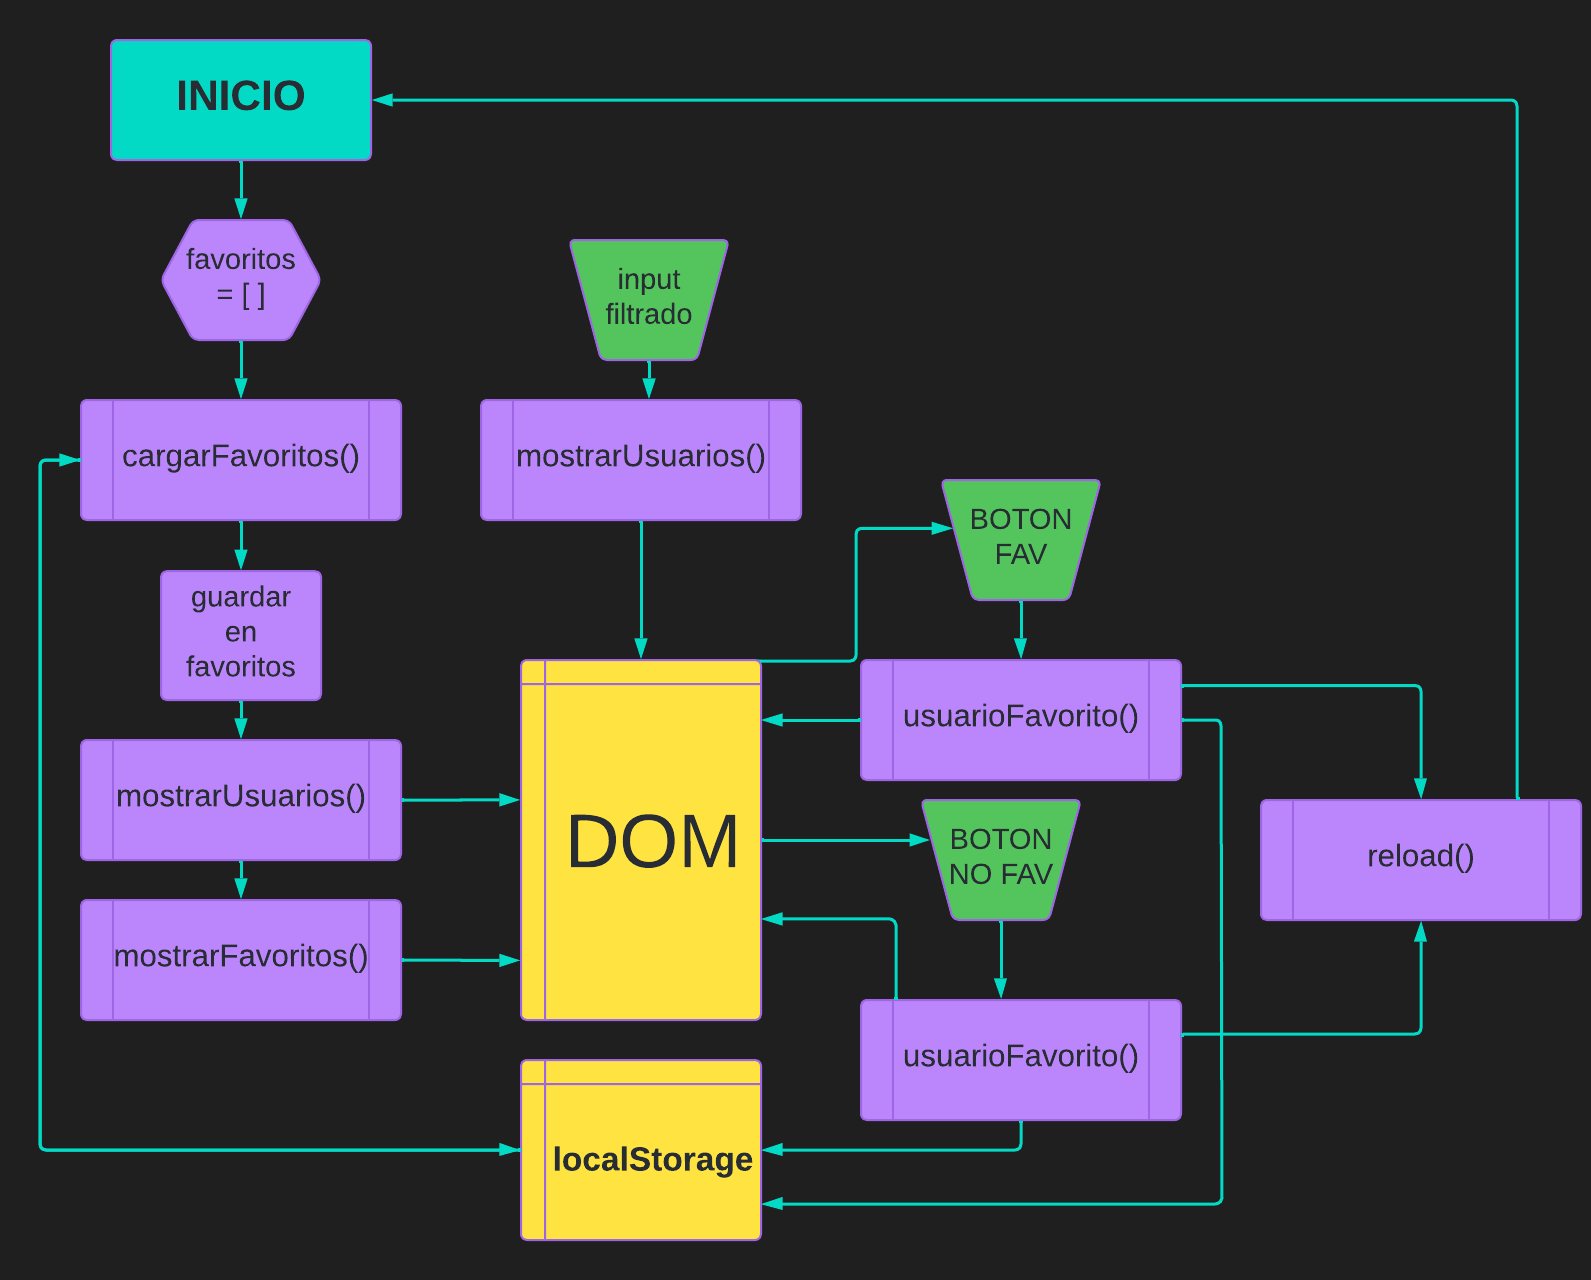 INICIO
favoritos
= [ ]
input
filtrado
cargarFavoritos()
mostrarUsuarios()
BOTON
FAV
guardar
en
favoritos
usuarioFavorito()
mostrarUsuarios()
DOM
BOTON
NO FAV
reload()
mostrarFavoritos()
usuarioFavorito()
localStorage